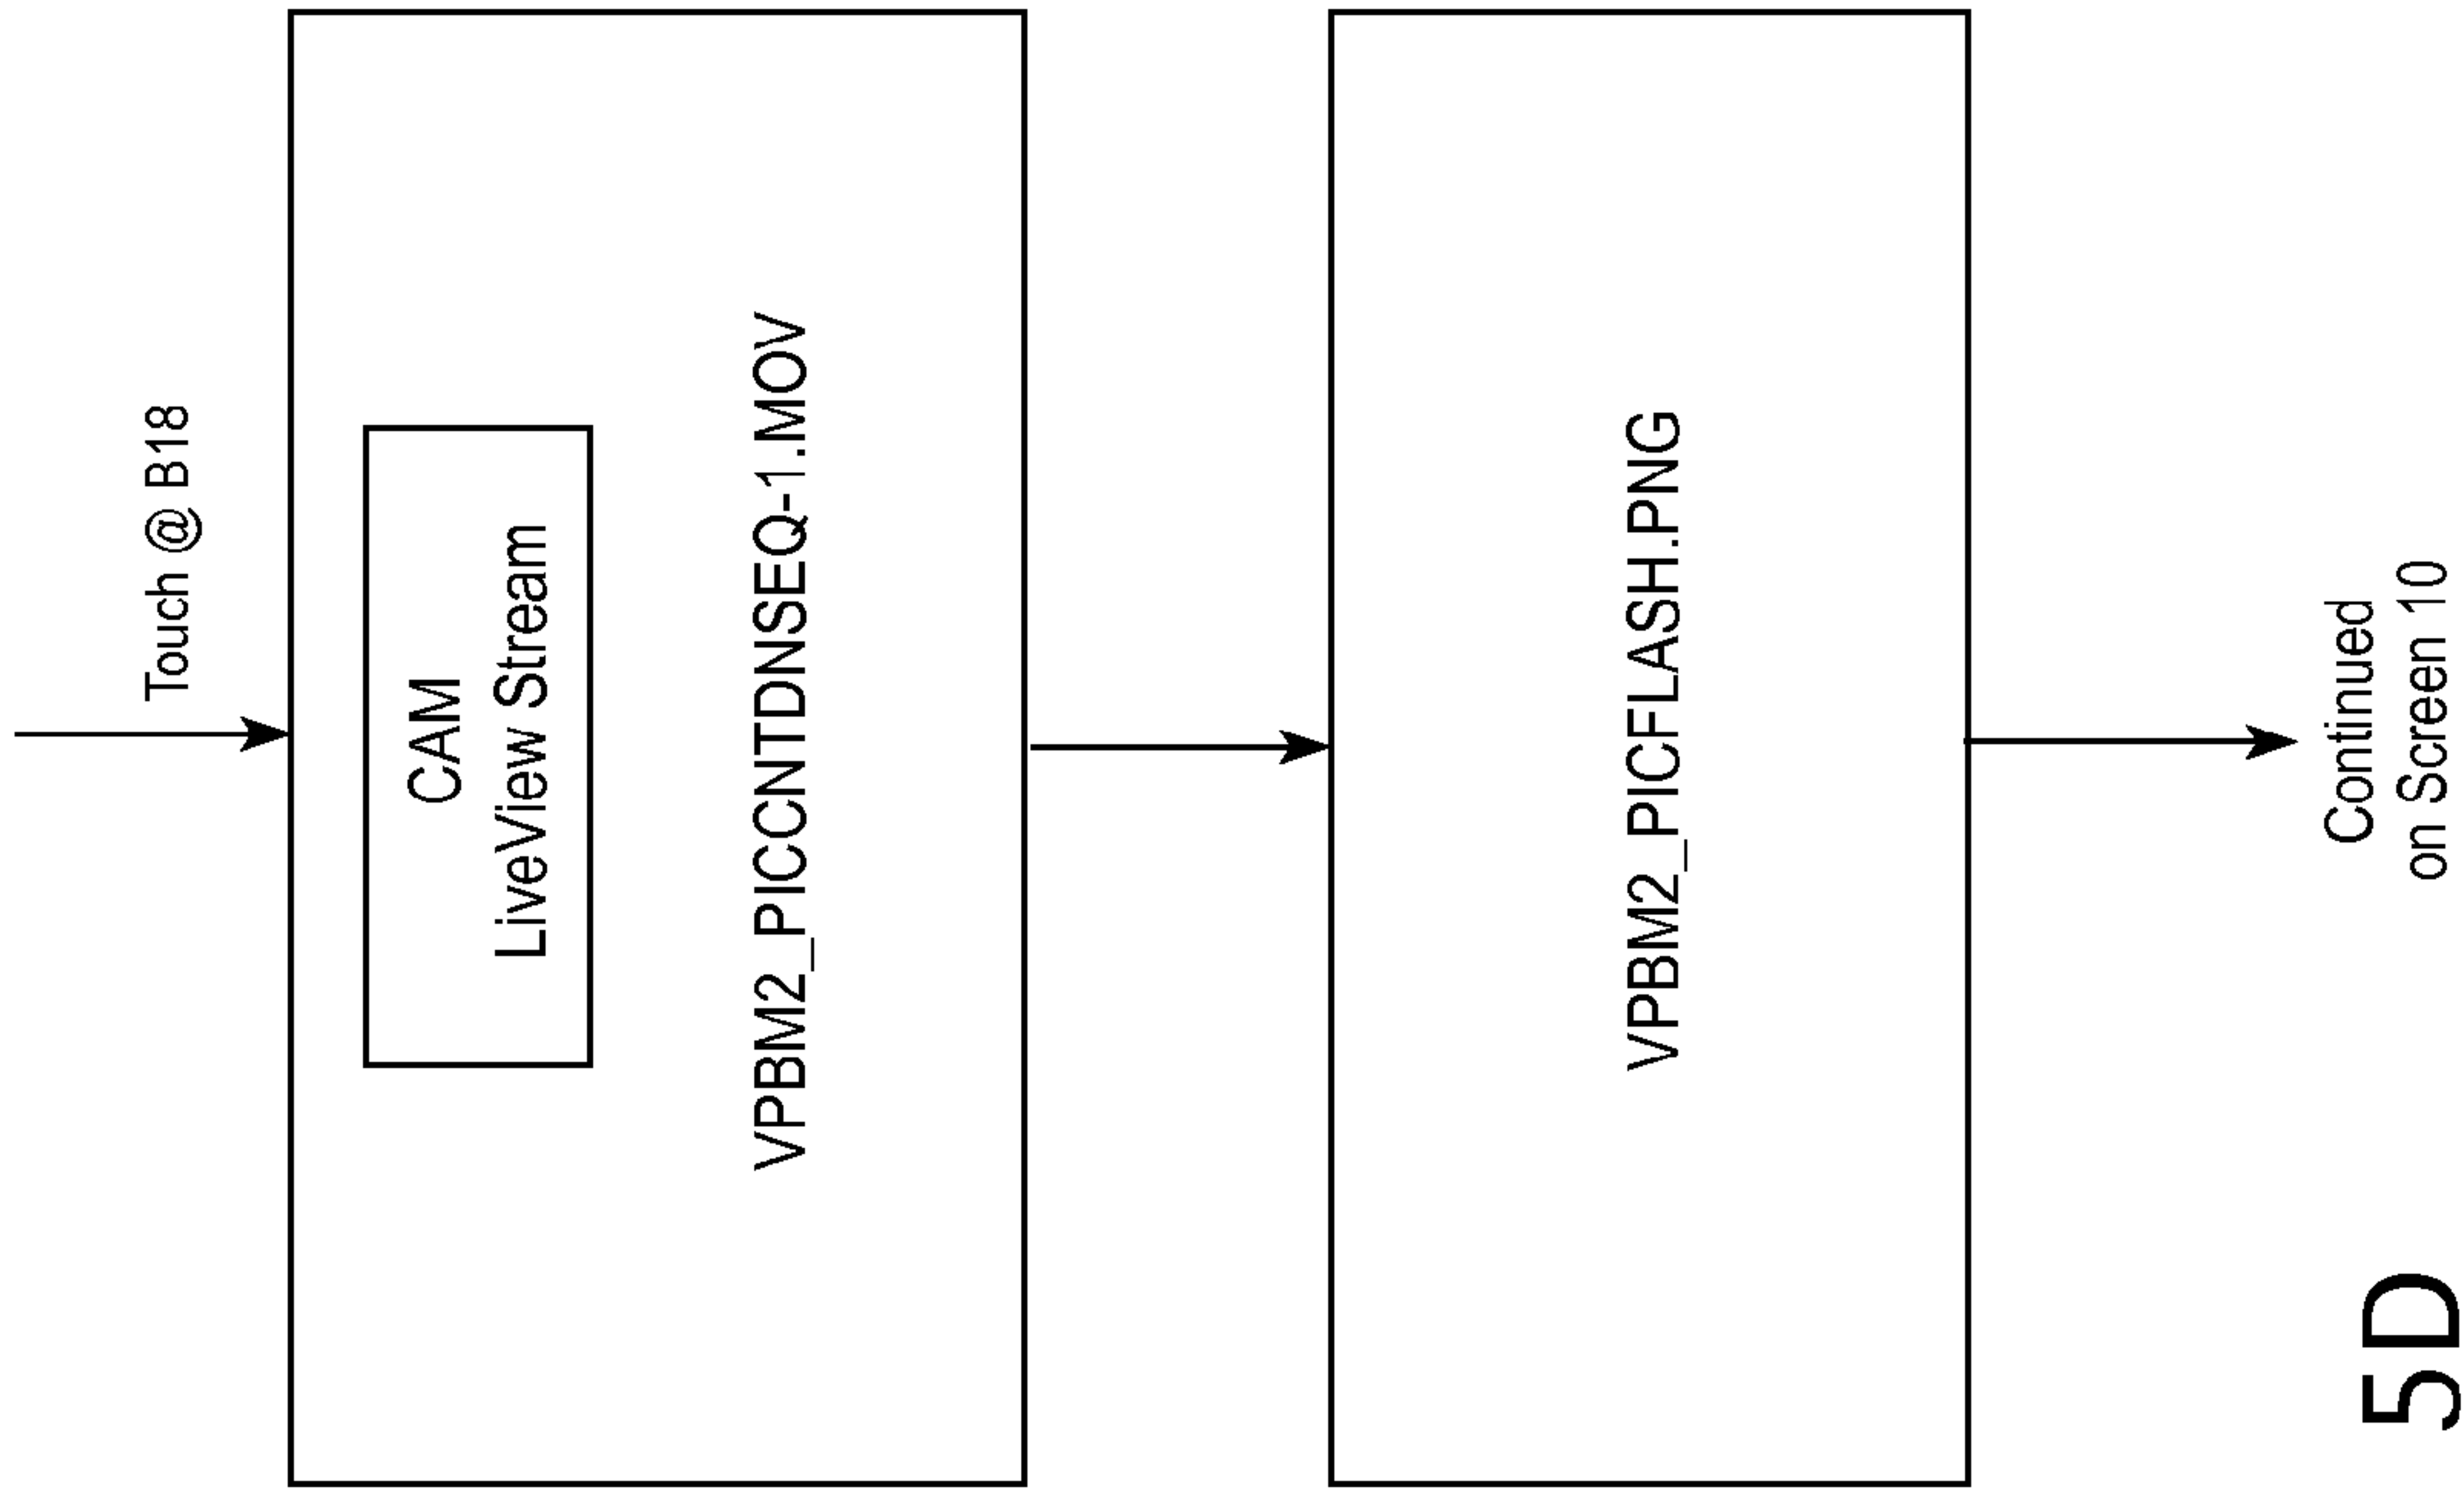 Touch @ B18
CAM
LiveView Stream
VPBM2_PICCNTDNSEQ-1.MOV
VPBM2_PICFLASH.PNG
Continued
on Screen 10
5D